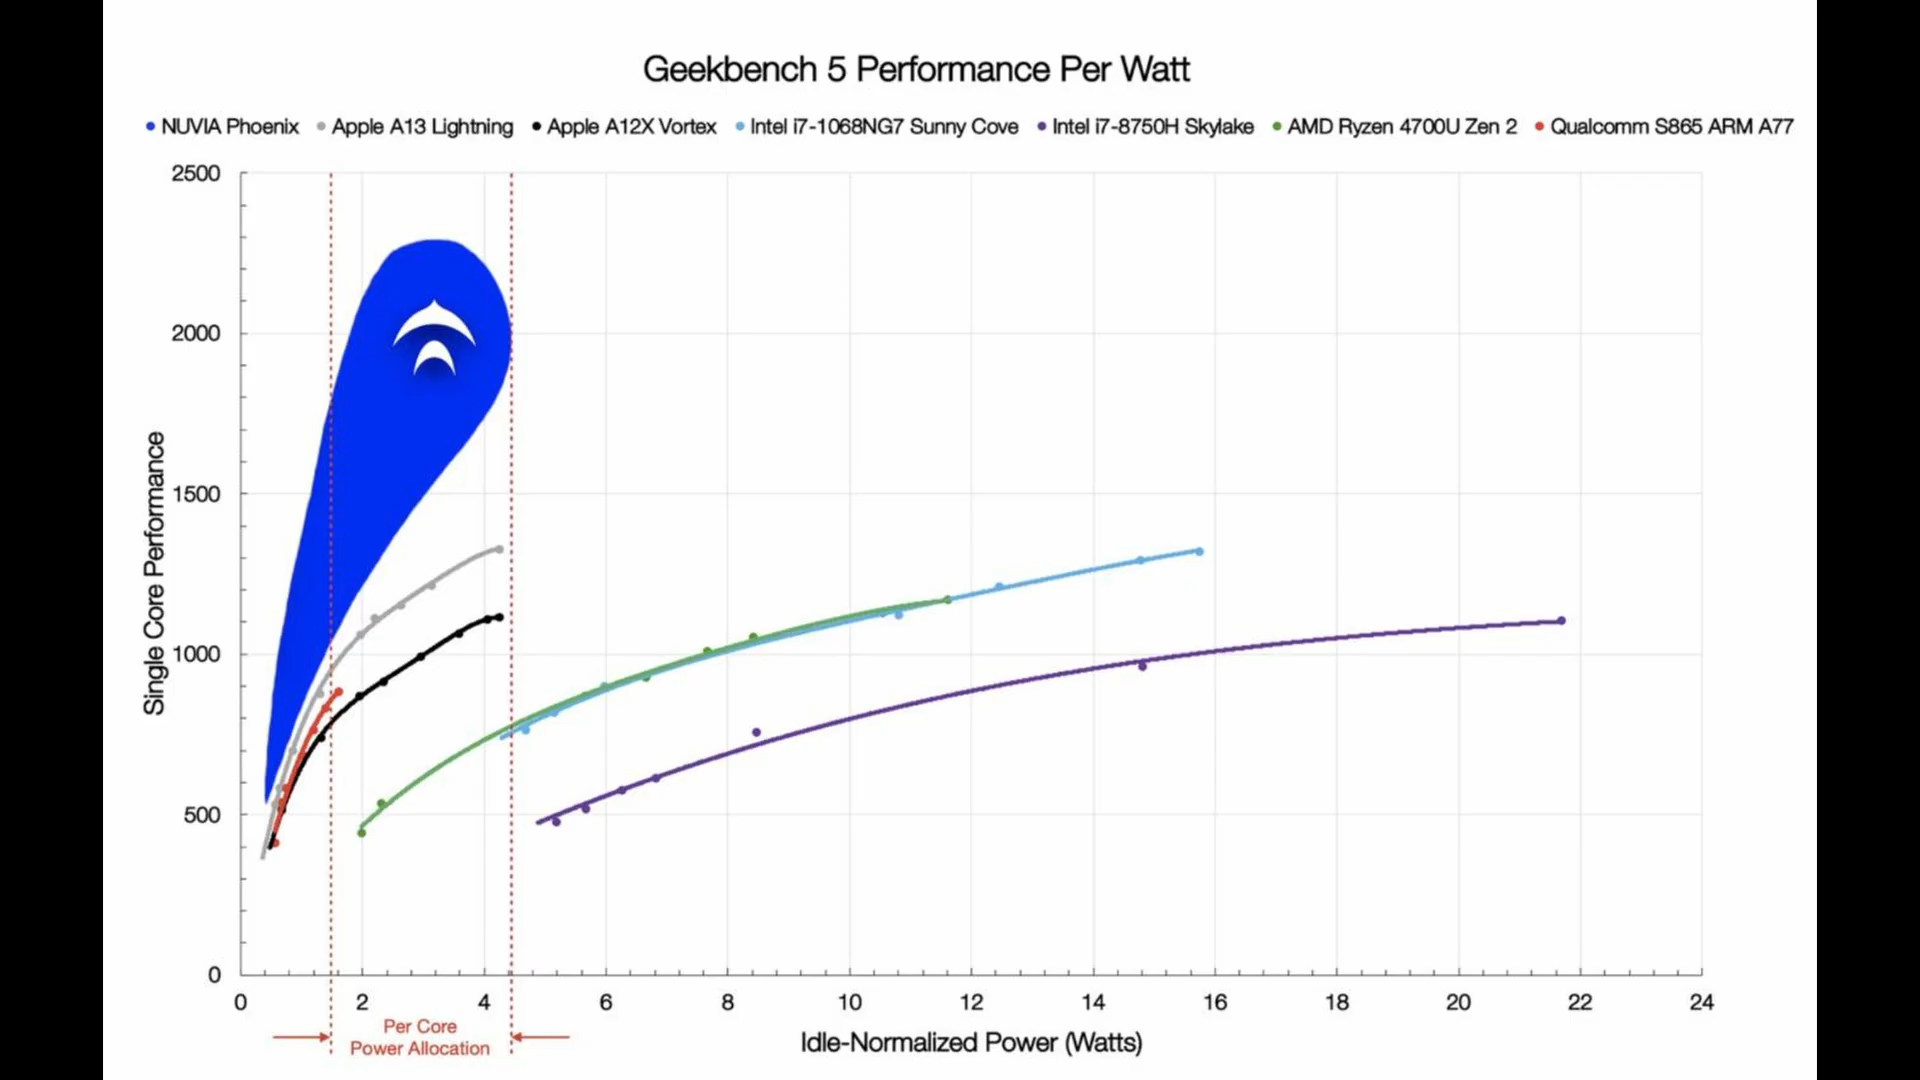 Geekbench 5 Performance Per Watt
NUVIA Phoenix Apple A13 Lightning Apple A12X Vortex Intel i7-1068NG7 Sunny Cove Intel i7-8750H Skylake AMD Ryzen 4700U Zen 2 Qualcomm S865 ARM A77
2500
2000
1500
1000
500
0
Single Core Performance
0 2 4 6 8 10 12 14 16 18 20 22 24
Per Core
Power Allocation
Idle-Normalized Power (Watts)